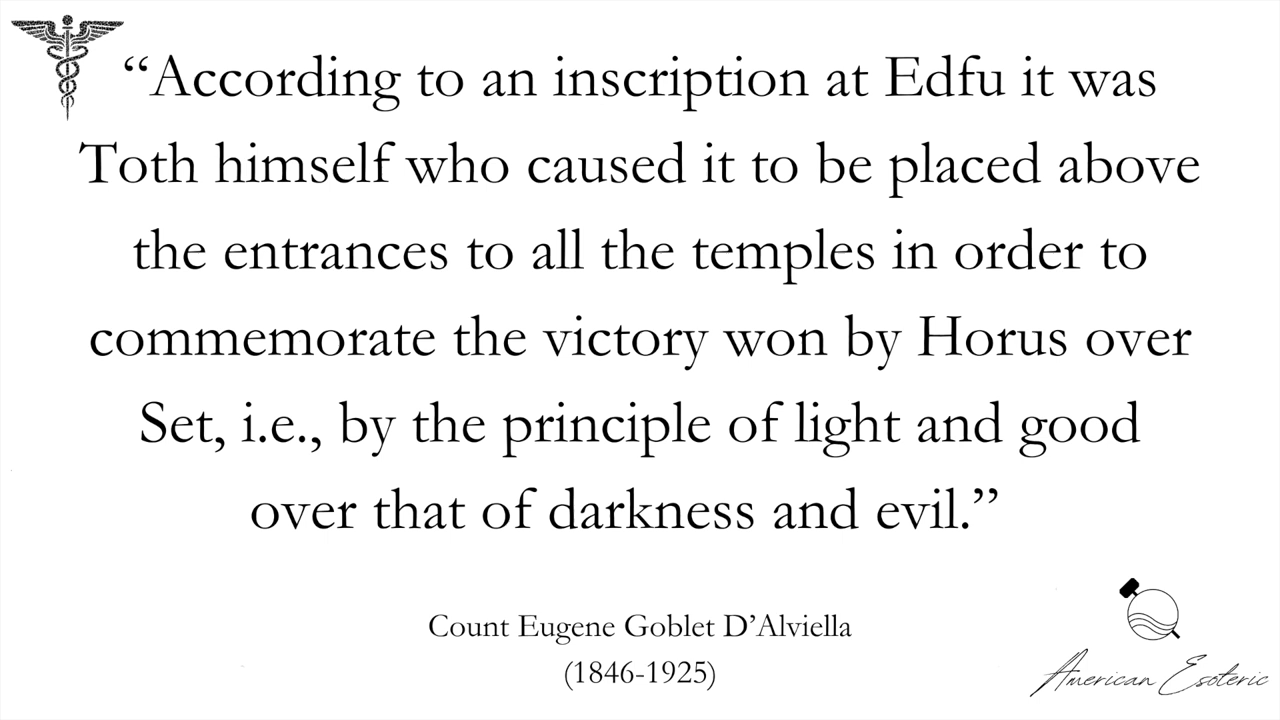 “According to an inscription at Edfu it was
Toth himself who caused it to be placed above
the entrances to all the temples in order to
commemorate the victory won by Horus over
Set, i.e., by the principle of light and good
over that of darkness and evil.”
Count Eugene Goblet D’Alviella
(1846-1925)
American Esoteric